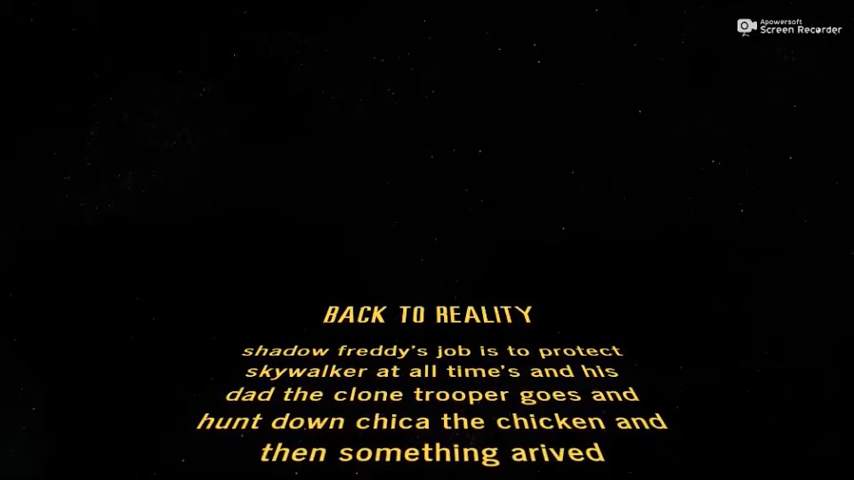 Apowersoft
Screen Recorder
BACK TO REALITY
shadow freddy's job is to protect
skywalker at all time's and his
dad the clone trooper goes and
hunt down chica the chicken and
then something arived